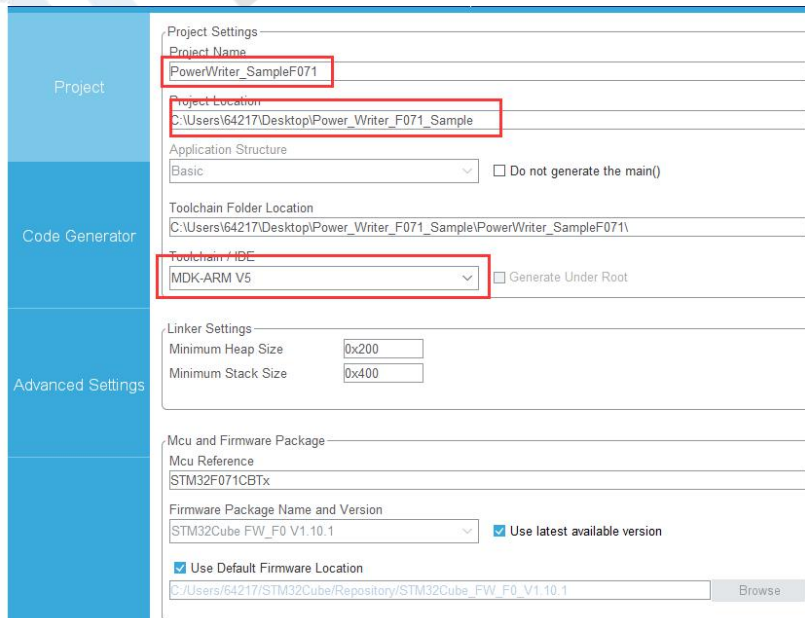 Project
Code Generator
Advanced Settings
Project Settings
Project Name
PowerWriter_SampleF071
Project Location
C:\Users\64217\Desktop\Power_Writer_F071_Sample
Application Structure
Basic
Do not generate the main()
Toolchain Folder Location
C:\Users\64217\Desktop\Power_Writer_F071_Sample\PowerWriter_SampleF071\
Toolchain / IDE
MDK-ARM V5
Generate Under Root
Linker Settings
Minimum Heap Size 0x200
Minimum Stack Size 0x400
Mcu and Firmware Package
Mcu Reference
STM32F071CBTx
Firmware Package Name and Version
STM32Cube FW_F0 V1.10.1
Use latest available version
Use Default Firmware Location
C:/Users/64217/STM32Cube/Repository/STM32Cube_FW_F0_V1.10.1
Browse